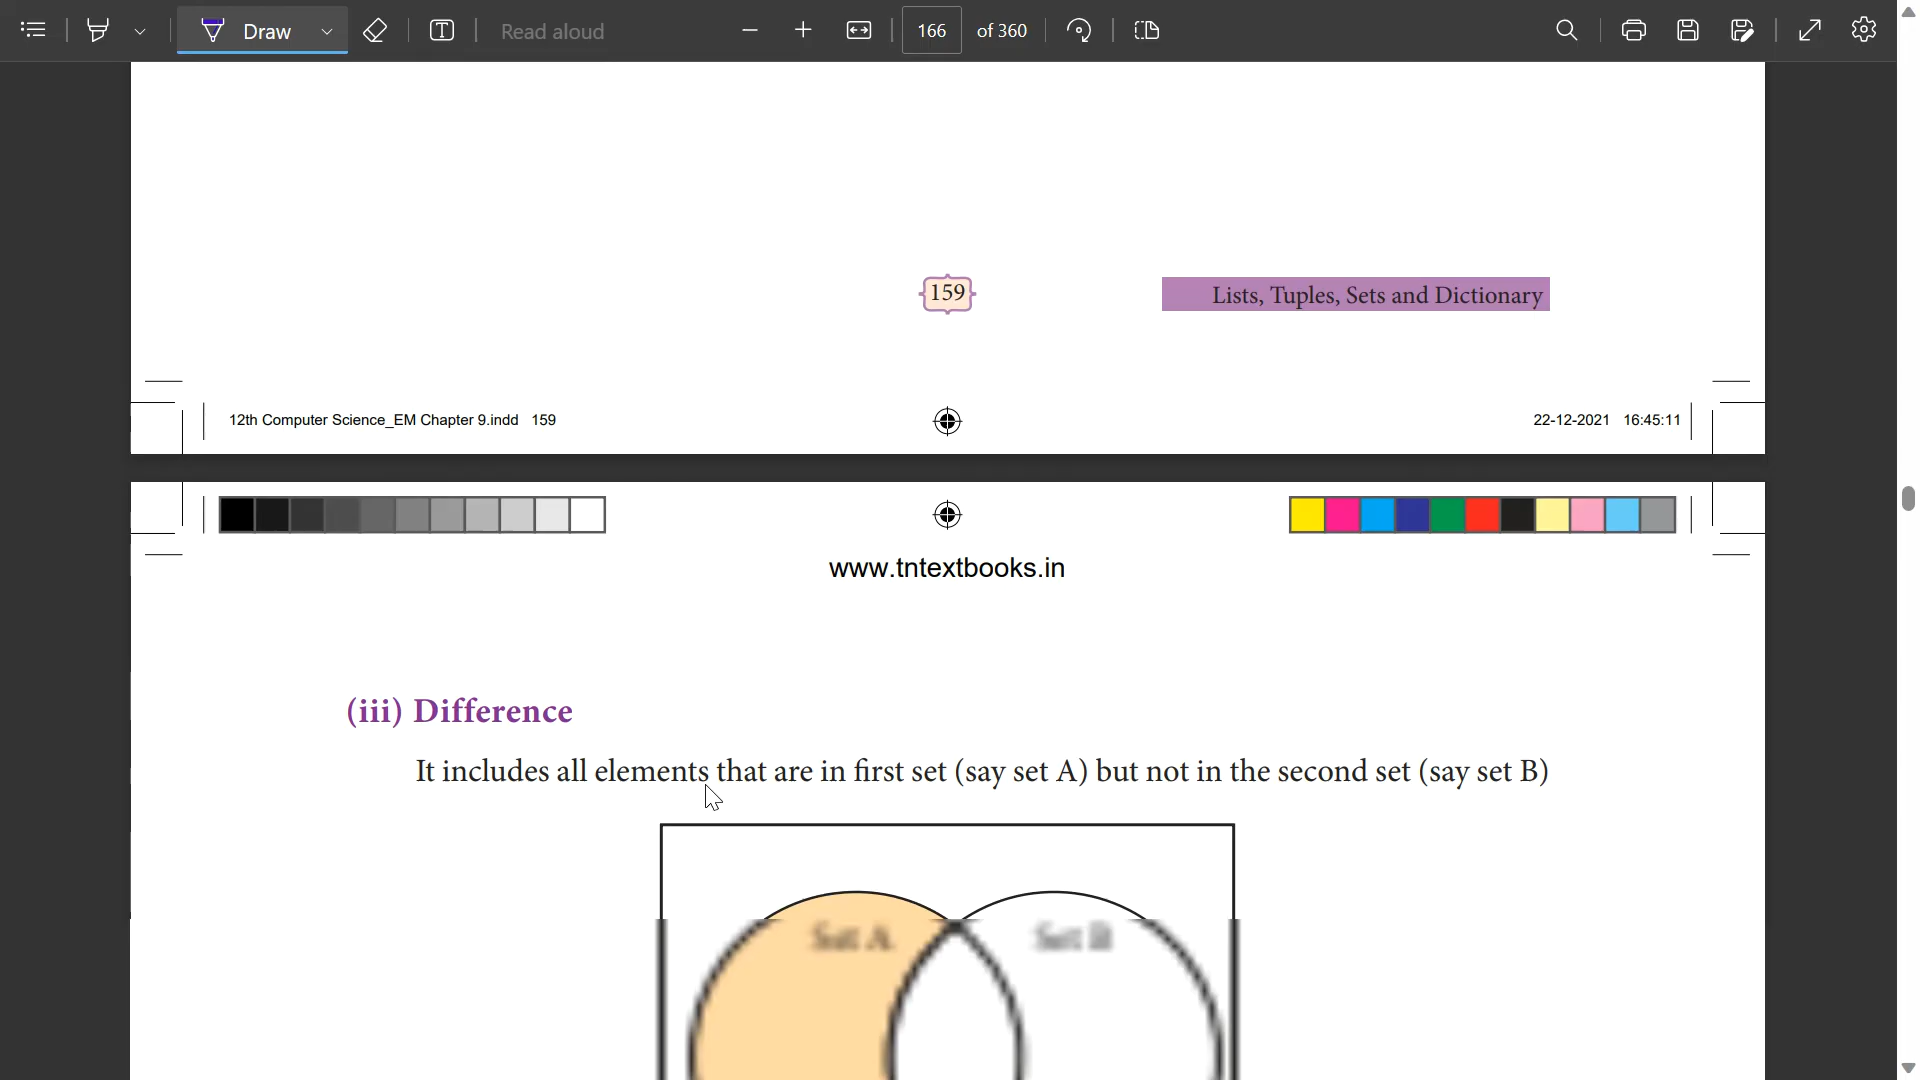 Draw
Read aloud
166 of 360
159
Lists, Tuples, Sets and Dictionary
12th Computer Science_EM Chapter 9.indd 159
22-12-2021 16:45:11
www.tntextbooks.in
(iii) Difference
It includes all elements that are in first set (say set A) but not in the second set (say set B)
Set A
Set B